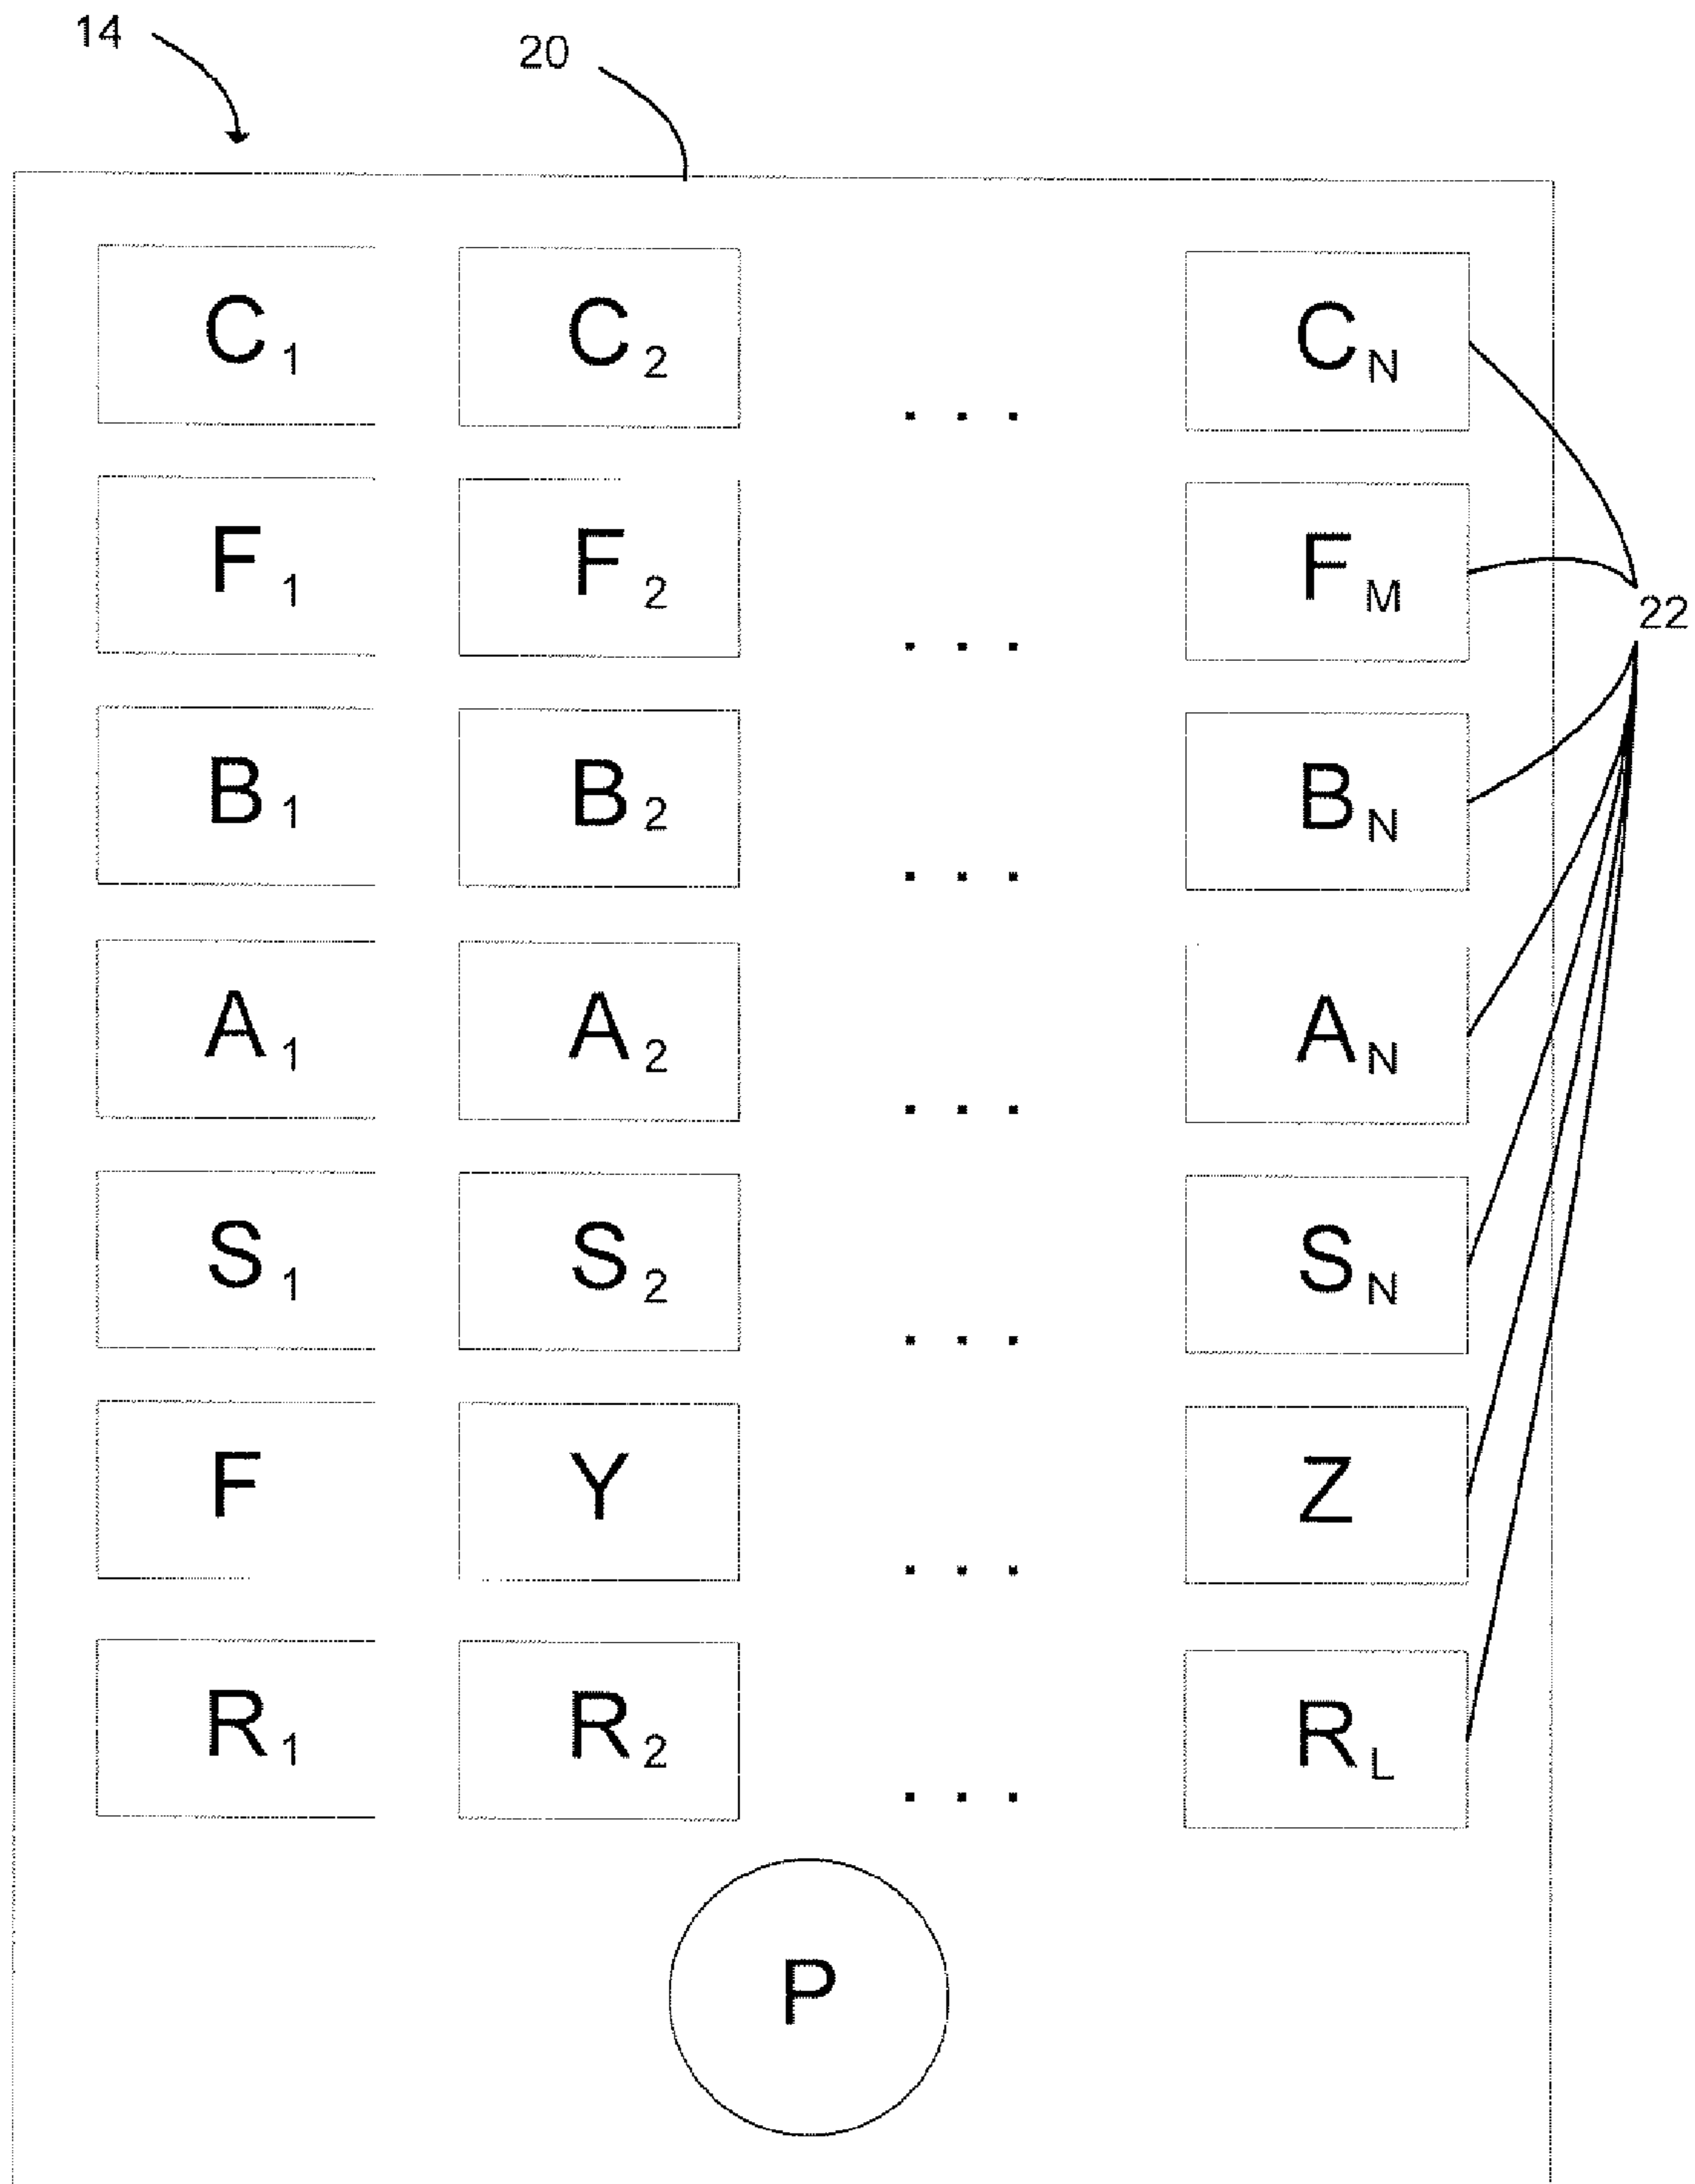 14
20
C1 C2 . . . CN
F1 F2 . . . FM
22
B1 B2 . . . BN
A1 A2 . . . AN
S1 S2 . . . SN
F Y . . . Z
R1 R2 . . . RL
P